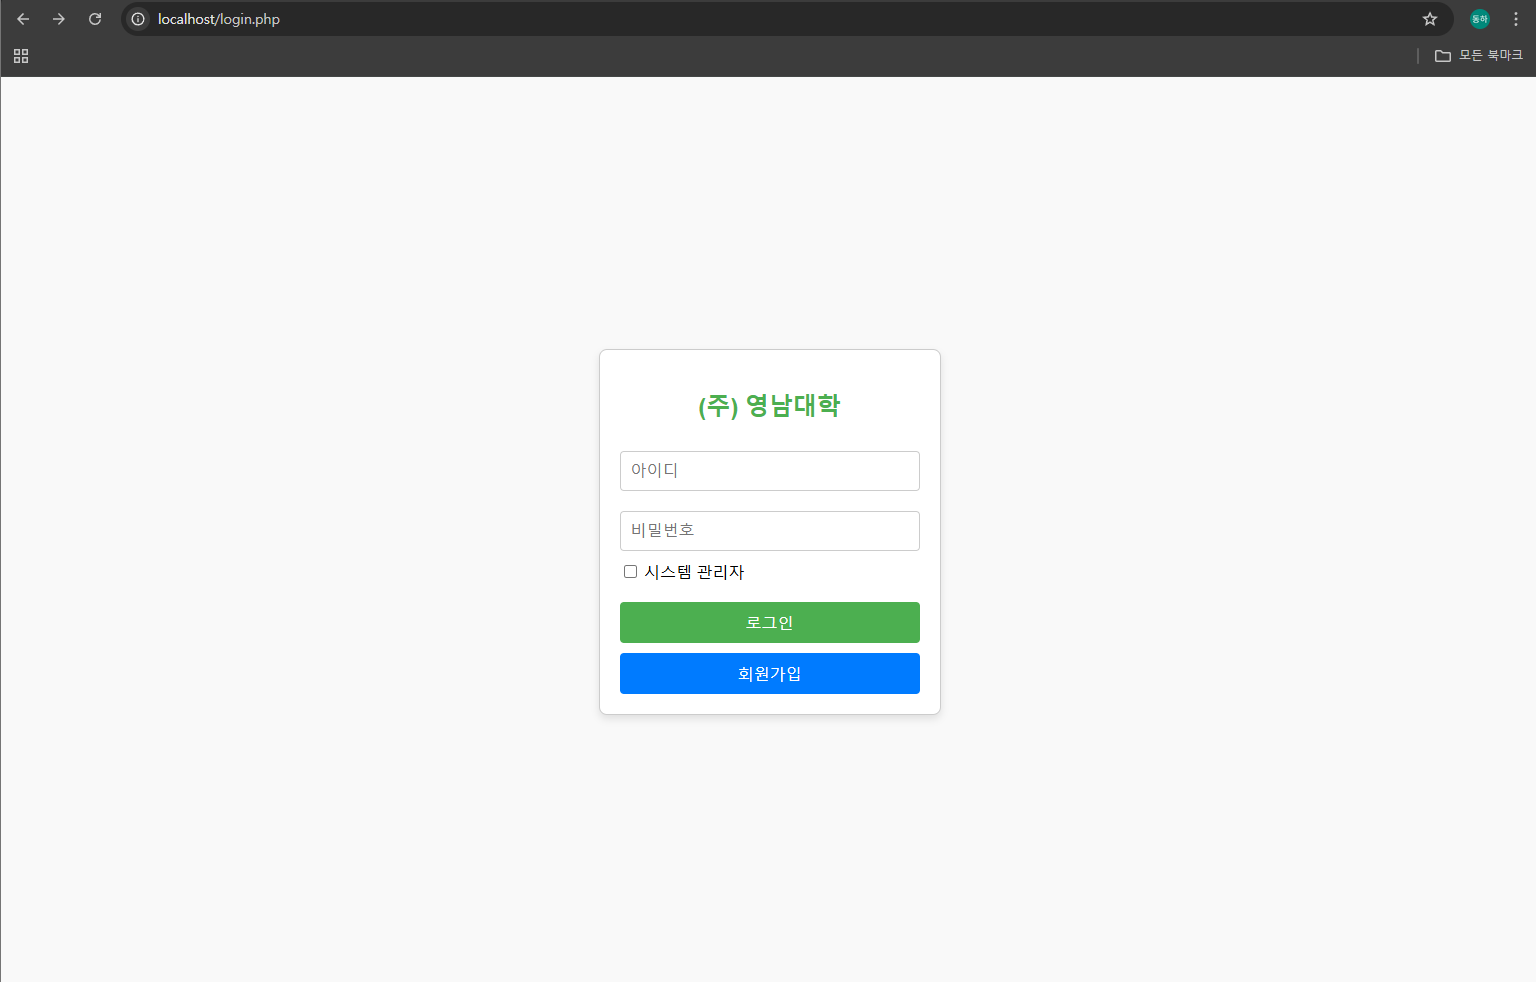 localhost/login.php
동하
모든 북마크
(주) 영남대학
아이디
비밀번호
시스템 관리자
로그인
회원가입